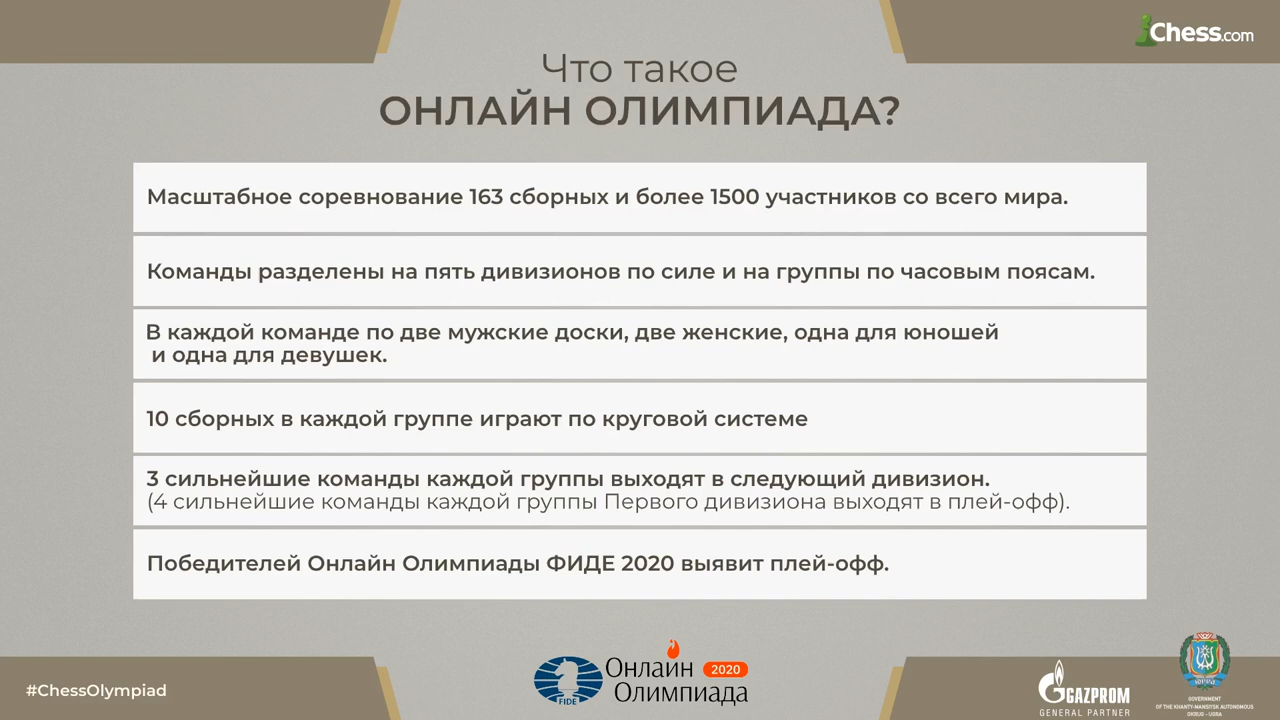 Chess.com
Что такое
ОНЛАЙН ОЛИМПИАДА?
Масштабное соревнование 163 сборных и более 1500 участников со всего мира.
Команды разделены на пять дивизионов по силе и на группы по часовым поясам.
В каждой команде по две мужские доски, две женские, одна для юношей
и одна для девушек.
10 сборных в каждой группе играют по круговой системе
3 сильнейшие команды каждой группы выходят в следующий дивизион.
(4 сильнейшие команды каждой группы Первого дивизиона выходят в плей-офф).
Победителей Онлайн Олимпиады ФИДЕ 2020 выявит плей-офф.
#ChessOlympiad
FIDE
Онлайн 2020
Олимпиада
GAZPROM
GENERAL PARTNER
GOVERNMENT
OF THE KHANTY-MANSIYSK AUTONOMOUS
OKRUG - UGRA